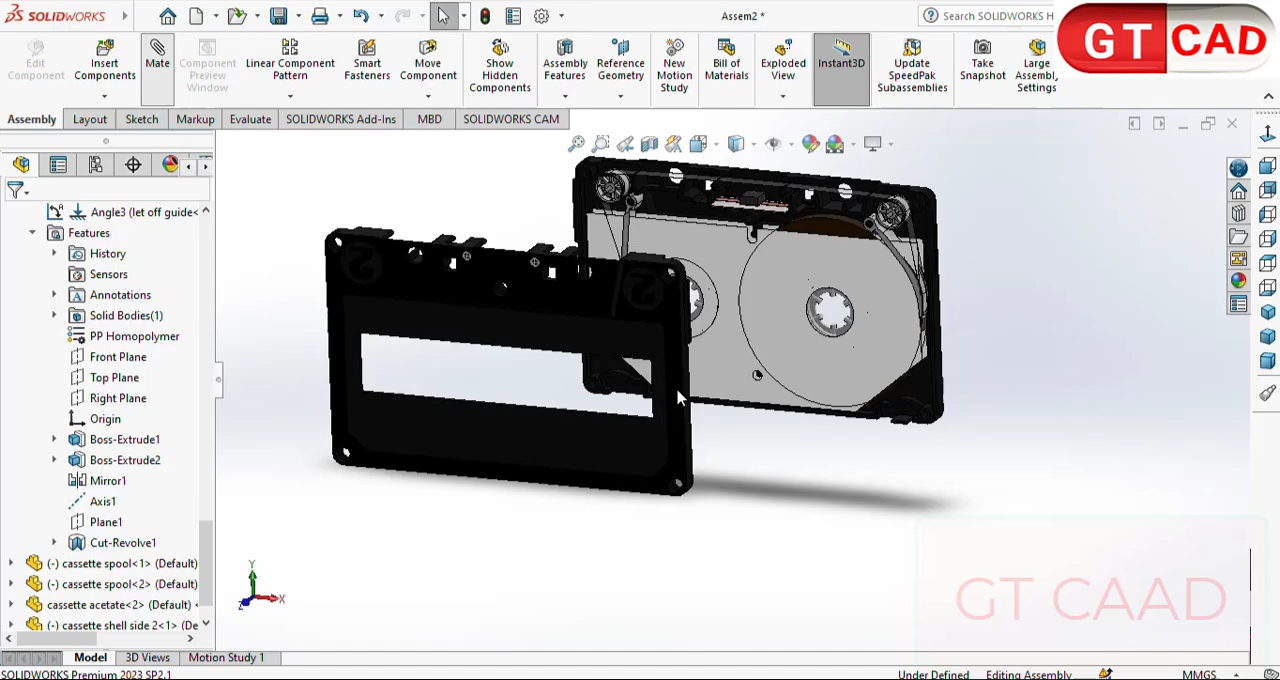 SOLIDWORKS
Assem2 *
Search SOLIDWORKS H
GT CAD
Edit Component
Insert Components
Mate
Component Preview Window
Linear Component Pattern
Smart Fasteners
Move Component
Show Hidden Components
Assembly Features
Reference Geometry
New Motion Study
Bill of Materials
Exploded View
Instant3D
Update SpeedPak Subassemblies
Take Snapshot
Large Assembly Settings
Assembly
Layout
Sketch
Markup
Evaluate
SOLIDWORKS Add-Ins
MBD
SOLIDWORKS CAM
Angle3 (let off guide<
Features
History
Sensors
Annotations
Solid Bodies(1)
PP Homopolymer
Front Plane
Top Plane
Right Plane
Origin
Boss-Extrude1
Boss-Extrude2
Mirror1
Axis1
Plane1
Cut-Revolve1
(-) cassette spool<1> (Default)
(-) cassette spool<2> (Default)
cassette acetate<2> (Default) <
(-) cassette shell side 2<1> (De
2
2
Y
X
Z
GT CAAD
Model
3D Views
Motion Study 1
SOLIDWORKS Premium 2023 SP2.1
Under Defined
Editing Assembly
MMGS